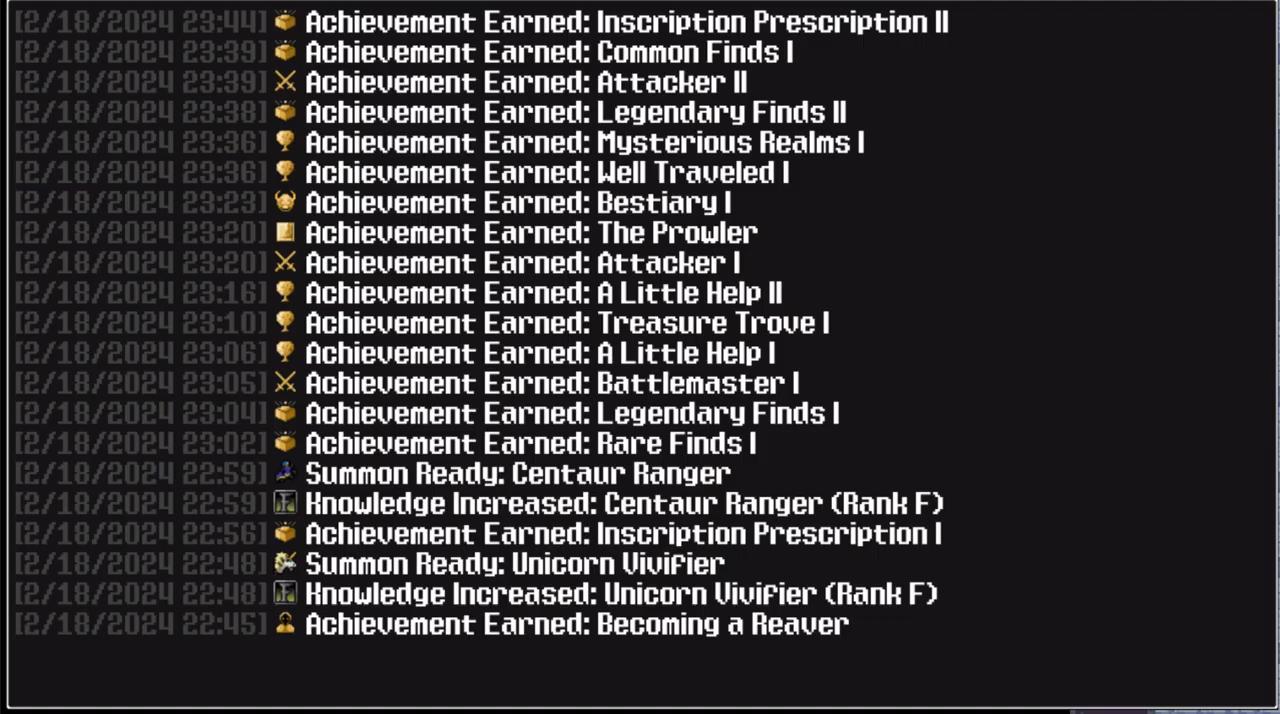 [2/18/2024 23:44] Achievement Earned: Inscription Prescription II
[2/18/2024 23:39] Achievement Earned: Common Finds I
[2/18/2024 23:39] Achievement Earned: Attacker II
[2/18/2024 23:38] Achievement Earned: Legendary Finds II
[2/18/2024 23:36] Achievement Earned: Mysterious Realms I
[2/18/2024 23:36] Achievement Earned: Well Traveled I
[2/18/2024 23:23] Achievement Earned: Bestiary I
[2/18/2024 23:20] Achievement Earned: The Prowler
[2/18/2024 23:20] Achievement Earned: Attacker I
[2/18/2024 23:16] Achievement Earned: A Little Help II
[2/18/2024 23:10] Achievement Earned: Treasure Trove I
[2/18/2024 23:06] Achievement Earned: A Little Help I
[2/18/2024 23:05] Achievement Earned: Battlemaster I
[2/18/2024 23:04] Achievement Earned: Legendary Finds I
[2/18/2024 23:02] Achievement Earned: Rare Finds I
[2/18/2024 22:59] Summon Ready: Centaur Ranger
[2/18/2024 22:59] Knowledge Increased: Centaur Ranger (Rank F)
[2/18/2024 22:56] Achievement Earned: Inscription Prescription I
[2/18/2024 22:48] Summon Ready: Unicorn Vivifier
[2/18/2024 22:48] Knowledge Increased: Unicorn Vivifier (Rank F)
[2/18/2024 22:45] Achievement Earned: Becoming a Reaver